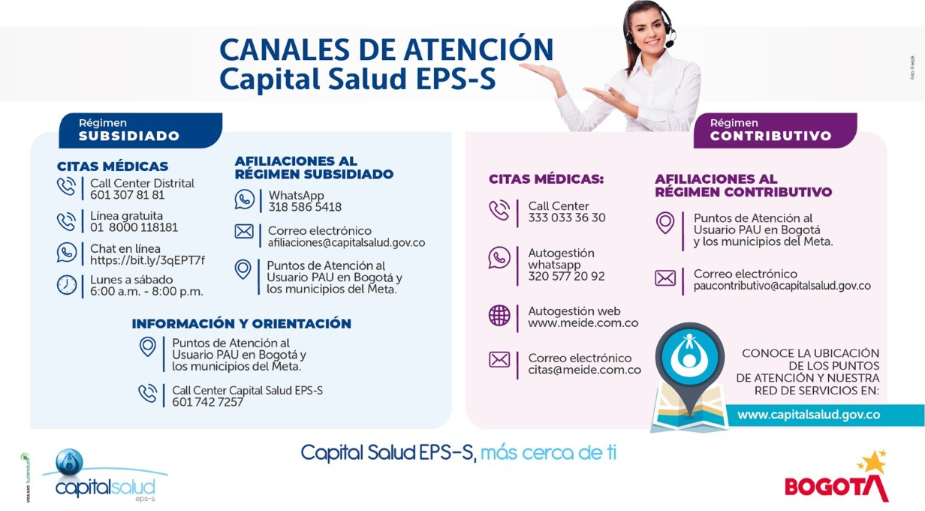 CANALES DE ATENCIÓN
Capital Salud EPS-S
Régimen
SUBSIDIADO
CITAS MÉDICAS
Call Center Distrital
601 307 81 81
Línea gratuita
01 8000 118181
Chat en línea
https://bit.ly/3qEPT7f
Lunes a sábado
6:00 a.m. - 8:00 p.m.
AFILIACIONES AL
RÉGIMEN SUBSIDIADO
WhatsApp
318 586 5418
Correo electrónico
afiliaciones@capitalsalud.gov.co
Puntos de Atención al
Usuario PAU en Bogotá y
los municipios del Meta.
INFORMACIÓN Y ORIENTACIÓN
Puntos de Atención al
Usuario PAU en Bogotá y
los municipios del Meta.
Call Center Capital Salud EPS-S
601 742 7257
Régimen
CONTRIBUTIVO
CITAS MÉDICAS:
Call Center
333 033 36 30
Autogestión
whatsapp
320 577 20 92
Autogestión web
www.meide.com.co
Correo electrónico
citas@meide.com.co
AFILIACIONES AL
RÉGIMEN CONTRIBUTIVO
Puntos de Atención al
Usuario PAU en Bogotá
y los municipios del Meta.
Correo electrónico
paucontributivo@capitalsalud.gov.co
CONOCE LA UBICACIÓN
DE LOS PUNTOS
DE ATENCIÓN Y NUESTRA
RED DE SERVICIOS EN:
www.capitalsalud.gov.co
Capital Salud EPS-S, más cerca de ti
capitalsalud
eps-s
BOGOTÁ
VIGILADO Supersalud
Foto: Freepik